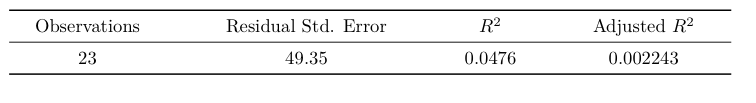 Observations Residual Std. Error R² Adjusted R²
23 49.35 0.0476 0.002243